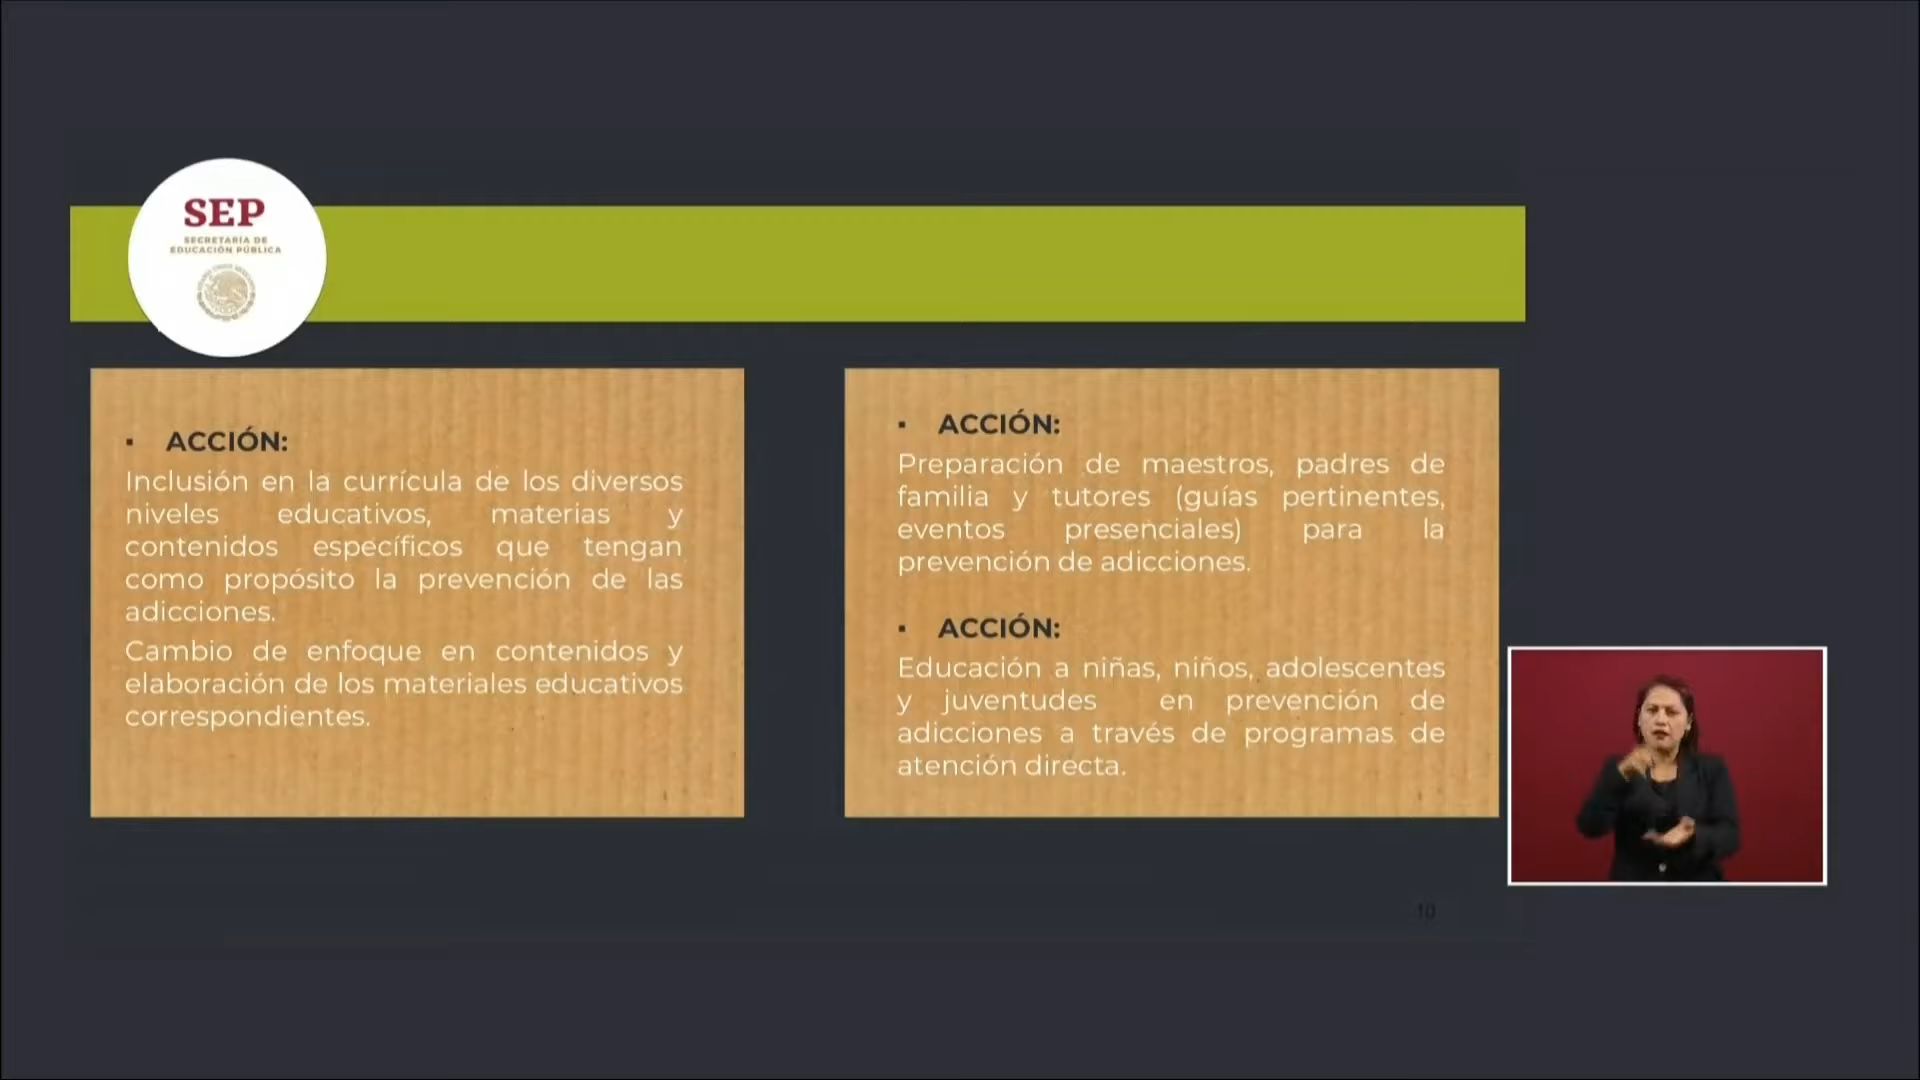 SEP
SECRETARÍA DE
EDUCACIÓN PÚBLICA
▪ ACCIÓN:
Inclusión en la currícula de los diversos
niveles educativos, materias y
contenidos específicos que tengan
como propósito la prevención de las
adicciones.
Cambio de enfoque en contenidos y
elaboración de los materiales educativos
correspondientes.
▪ ACCIÓN:
Preparación de maestros, padres de
familia y tutores (guías pertinentes,
eventos presenciales) para la
prevención de adicciones.
▪ ACCIÓN:
Educación a niñas, niños, adolescentes
y juventudes en prevención de
adicciones a través de programas de
atención directa.
10